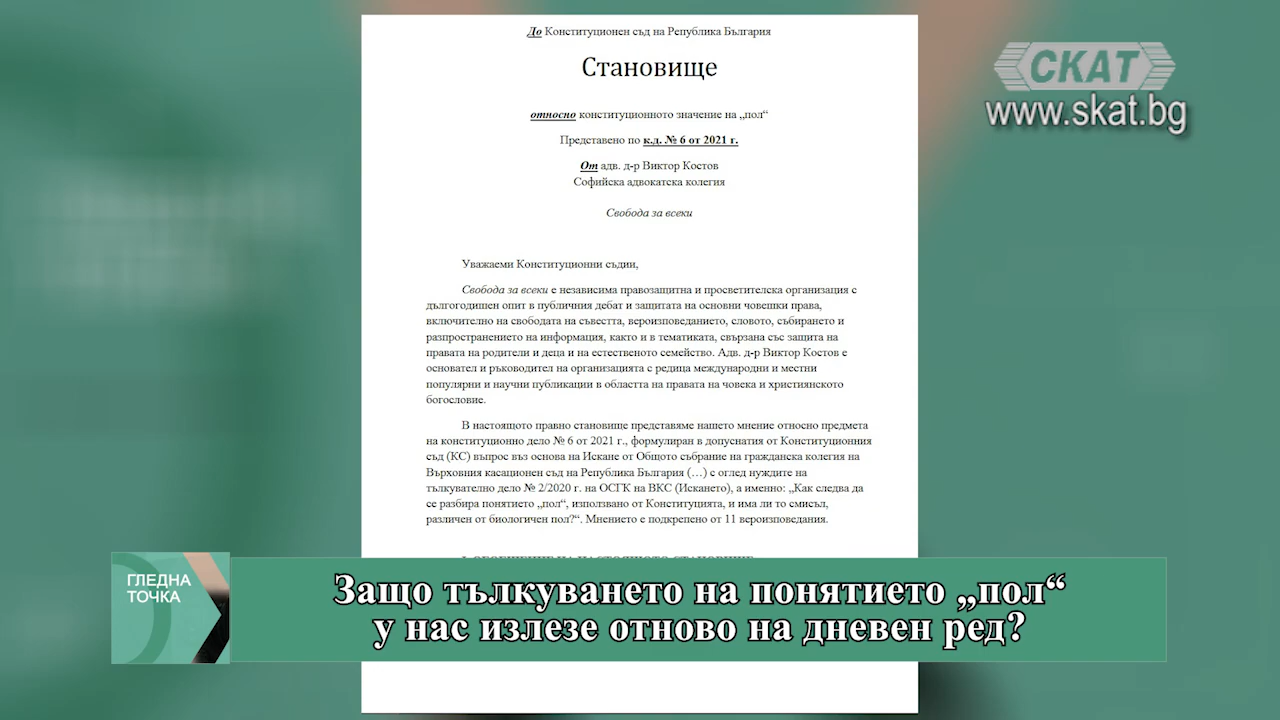 До Конституционен съд на Република България
Становище
относно конституционното значение на „пол“
Представено по к.д. № 6 от 2021 г.
От адв. д-р Виктор Костов
Софийска адвокатска колегия
Свобода за всеки
Уважаеми Конституционни съдии,
Свобода за всеки е независима правозащитна и просветителска организация с
дългогодишен опит в публичния дебат и защитата на основни човешки права,
включително на свободата на съвестта, вероизповеданието, словото, събирането и
разпространението на информация, както и в тематиката, свързана със защита на
правата на родители и деца и на естественото семейство. Адв. д-р Виктор Костов е
основател и ръководител на организацията с редица международни и местни
популярни и научни публикации в областта на правата на човека и християнското
богословие.
В настоящото правно становище представяме нашето мнение относно предмета
на конституционно дело № 6 от 2021 г., формулиран в допуснатия от Конституционния
съд (КС) въпрос въз основа на Искане от Общото събрание на гражданска колегия на
Върховния касационен съд на Република България (…) с оглед нуждите на
тълкувателно дело № 2/2020 г. на ОСГК на ВКС (Искането), а именно: „Как следва да
се разбира понятието „пол“, използвано от Конституцията, и има ли то смисъл,
различен от биологичен пол?“. Мнението е подкрепено от 11 вероизповедания.
СКАТ
www.skat.bg
ГЛЕДНА
ТОЧКА
Защо тълкуването на понятието „пол“
у нас излезе отново на дневен ред?